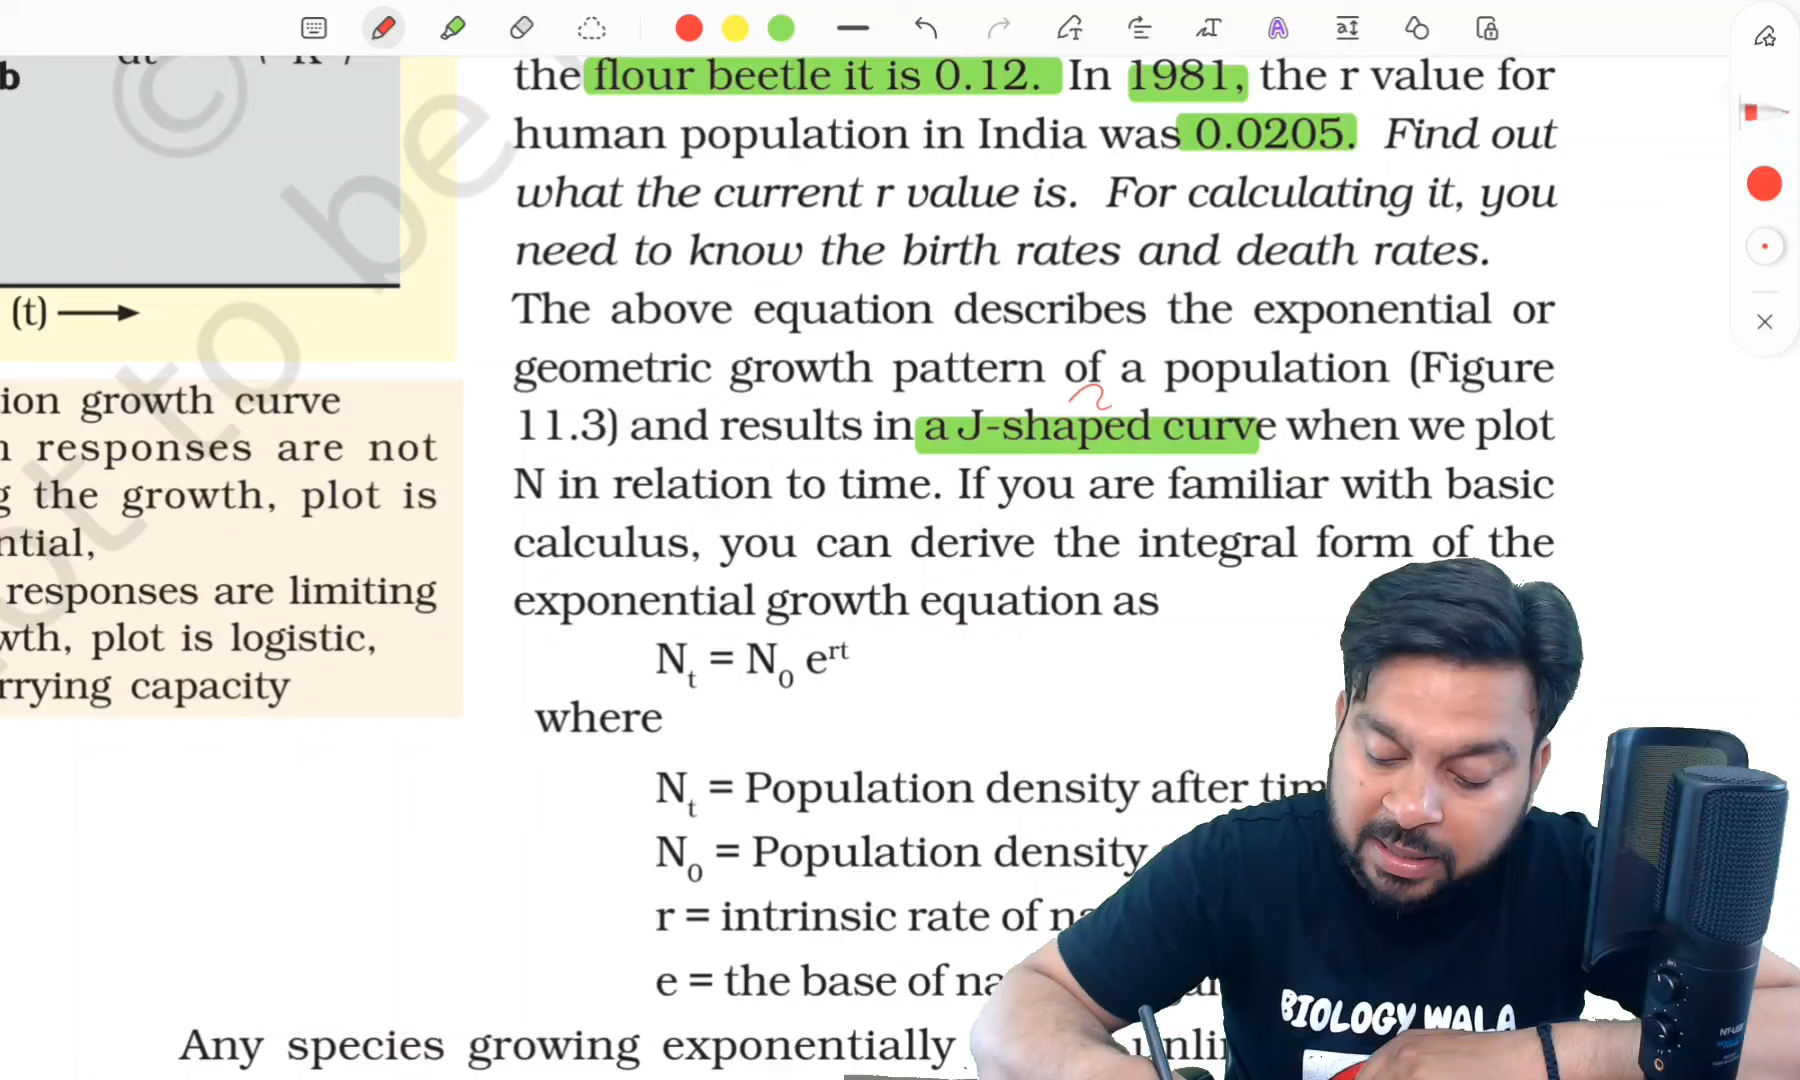 b
(t)
the flour beetle it is 0.12. In 1981, the r value for
human population in India was 0.0205. Find out
what the current r value is. For calculating it, you
need to know the birth rates and death rates.
The above equation describes the exponential or
geometric growth pattern of a population (Figure
11.3) and results in a J-shaped curve when we plot
N in relation to time. If you are familiar with basic
calculus, you can derive the integral form of the
exponential growth equation as
Nt = N0 e^rt
where
Nt = Population density after
N0 = Population density
r = intrinsic rate of
e = the base of
Any species growing exponentially
ion growth curve
responses are not
the growth, plot is
responses are limiting
plot is logistic,
capacity
© to be
BIOLOGY WALA